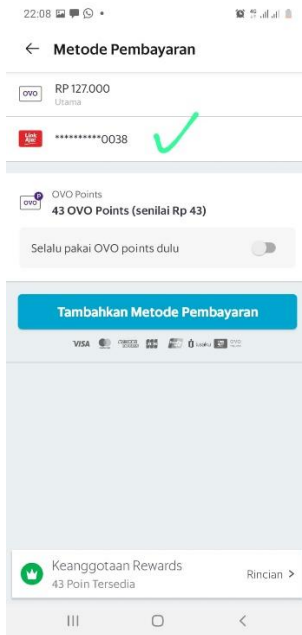 22:08
Metode Pembayaran
OVO
RP 127.000
Utama
Link Aja!
**********0038
OVO Points
43 OVO Points (senilai Rp 43)
Selalu pakai OVO points dulu
Tambahkan Metode Pembayaran
VISA
OVO
Keanggotaan Rewards
43 Poin Tersedia
Rincian >